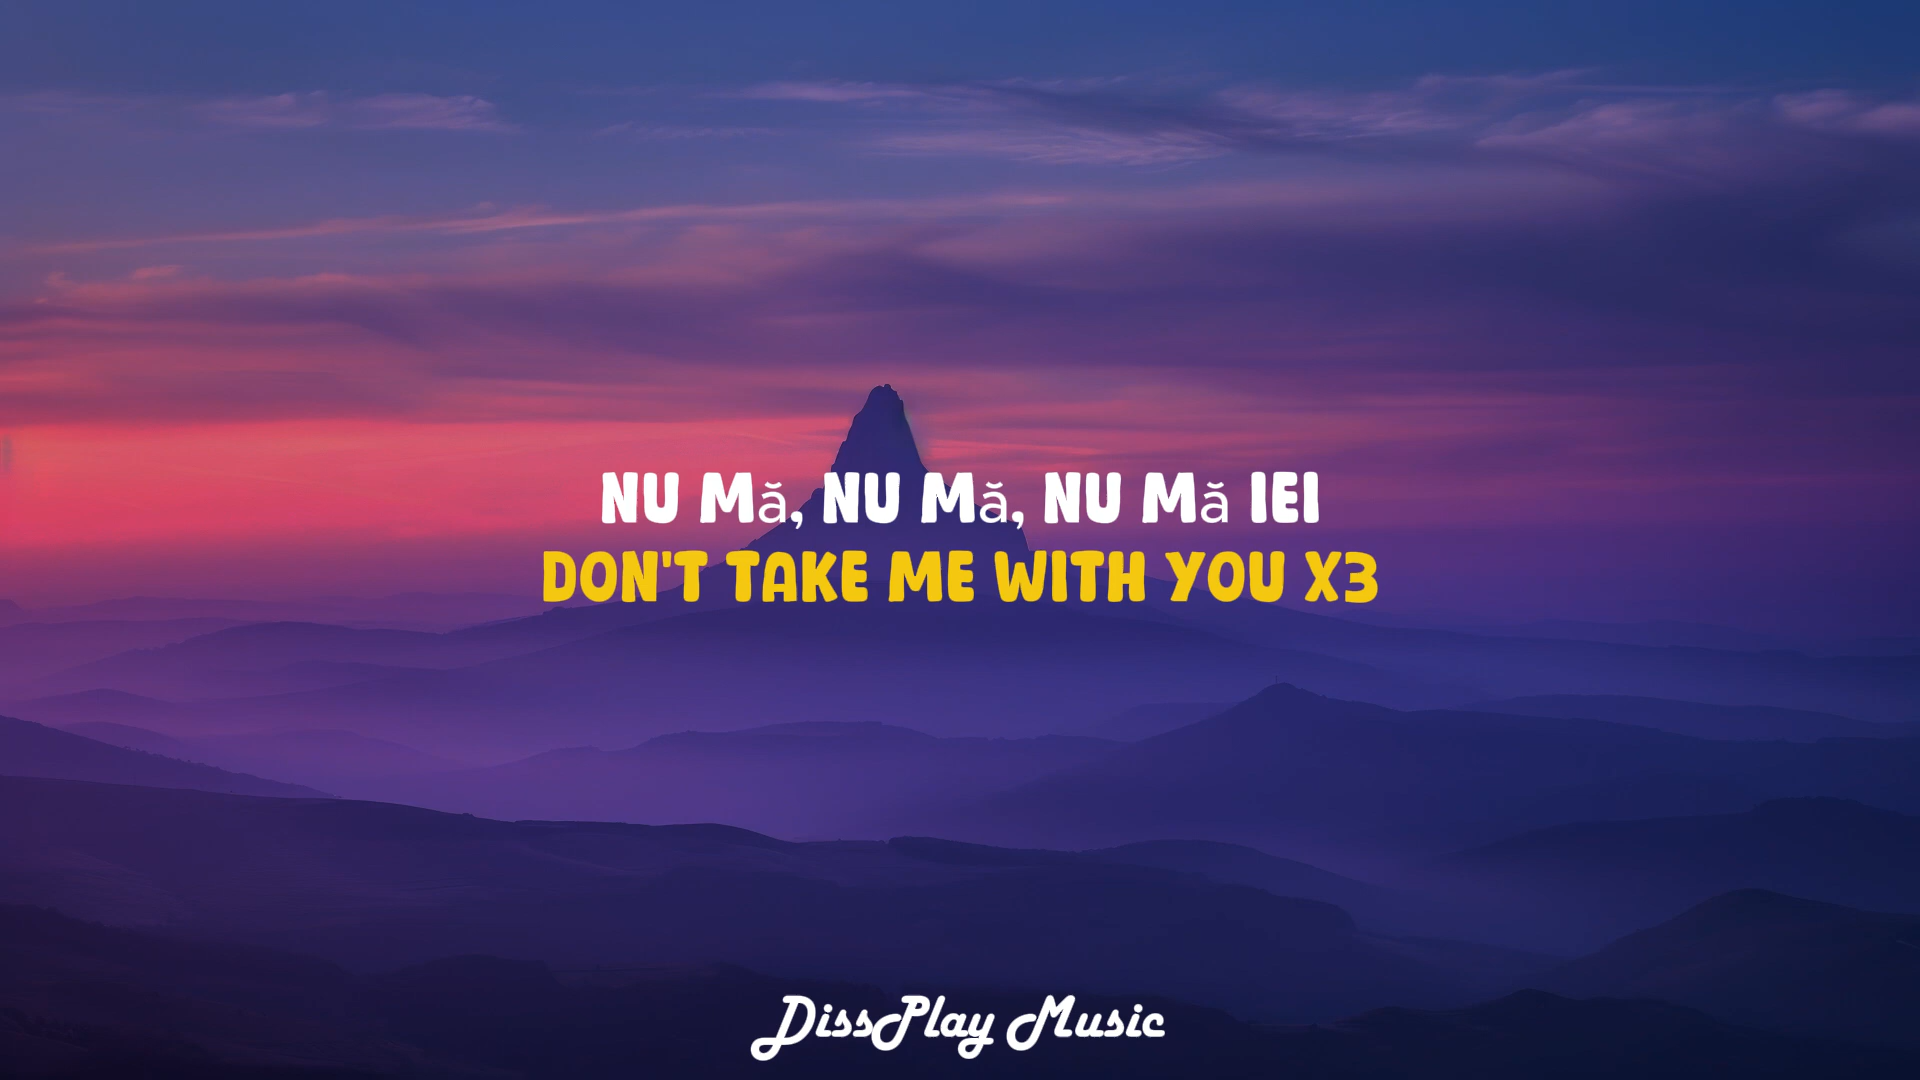 NU Mă, NU Mă, NU Mă IEI
DON'T TAKE ME WITH YOU X3
DissPlay Music